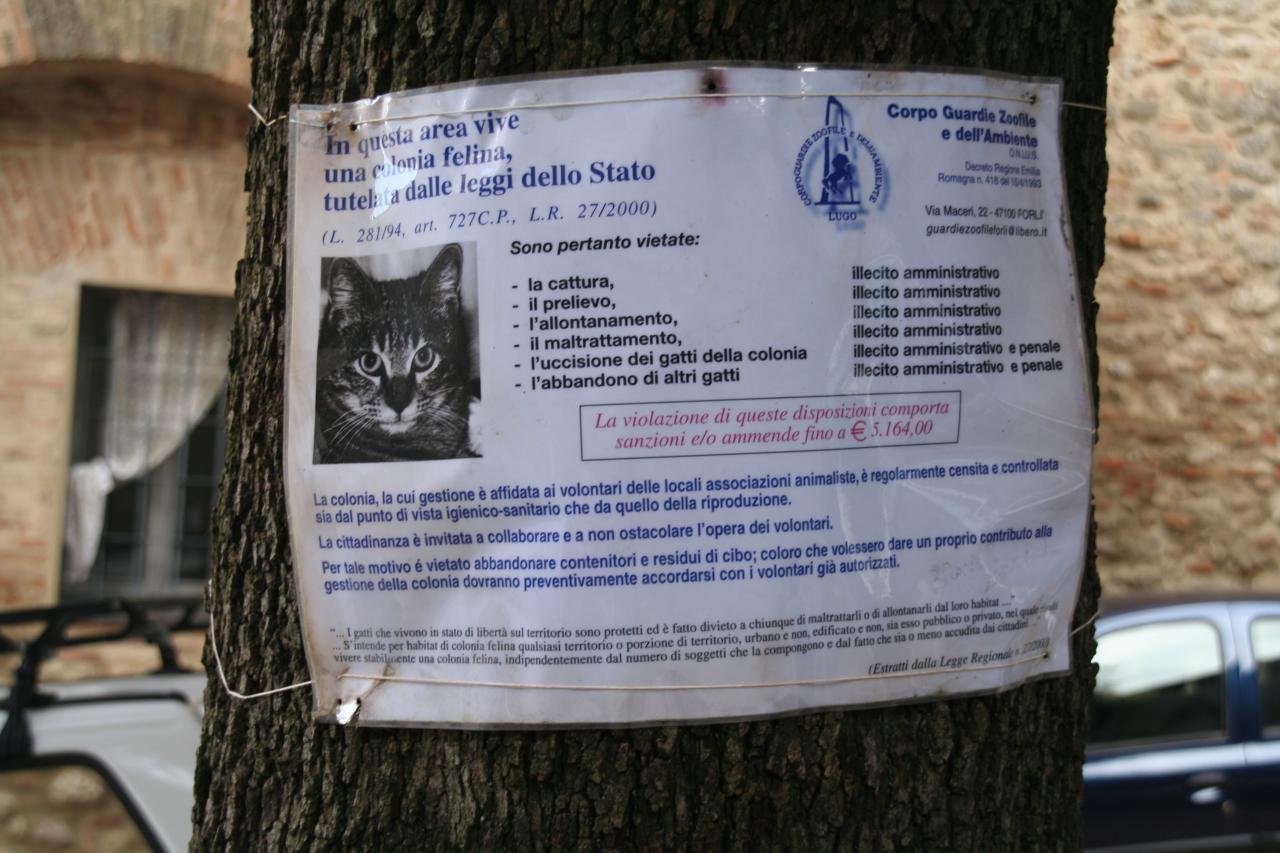 In questa area vive
una colonia felina,
tutelata dalle leggi dello Stato
(L. 281/94, art. 727C.P., L.R. 27/2000)
CORPO GUARDIE ZOOFILE E DELL'AMBIENTE
LUGO
Corpo Guardie Zoofile
e dell'Ambiente
O.N.L.U.S.
Decreto Regione Emilia
Romagna n. 418 del 15/4/1993
Via Maceri, 22 - 47100 FORLI'
guardiezoofileforli@libero.it
Sono pertanto vietate:
- la cattura, illecito amministrativo
- il prelievo, illecito amministrativo
- l'allontanamento, illecito amministrativo
- il maltrattamento, illecito amministrativo
- l'uccisione dei gatti della colonia illecito amministrativo e penale
- l'abbandono di altri gatti illecito amministrativo e penale
La violazione di queste disposizioni comporta
sanzioni e/o ammende fino a € 5.164,00
La colonia, la cui gestione è affidata ai volontari delle locali associazioni animaliste, è regolarmente censita e controllata
sia dal punto di vista igienico-sanitario che da quello della riproduzione.
La cittadinanza è invitata a collaborare e a non ostacolare l'opera dei volontari.
Per tale motivo é vietato abbandonare contenitori e residui di cibo; coloro che volessero dare un proprio contributo alla
gestione della colonia dovranno preventivamente accordarsi con i volontari già autorizzati.
"... I gatti che vivono in stato di libertà sul territorio sono protetti ed è fatto divieto a chiunque di maltrattarli o di allontanarli dal loro habitat ...."
... S'intende per habitat di colonia felina qualsiasi territorio o porzione di territorio, urbano e non, edificato e non, sia esso pubblico o privato, nel quale risulti
vivere stabilmente una colonia felina, indipendentemente dal numero di soggetti che la compongono e dal fatto che sia o meno accudita dai cittadini
(Estratti dalla Legge Regionale n. 27/2000)